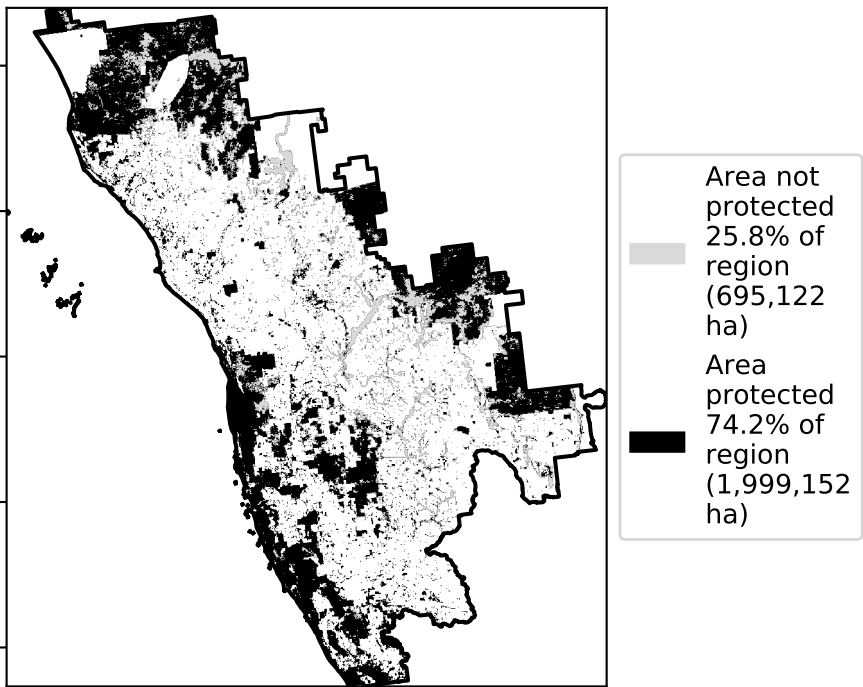 Area not
protected
25.8% of
region
(695,122
ha)
Area
protected
74.2% of
region
(1,999,152
ha)